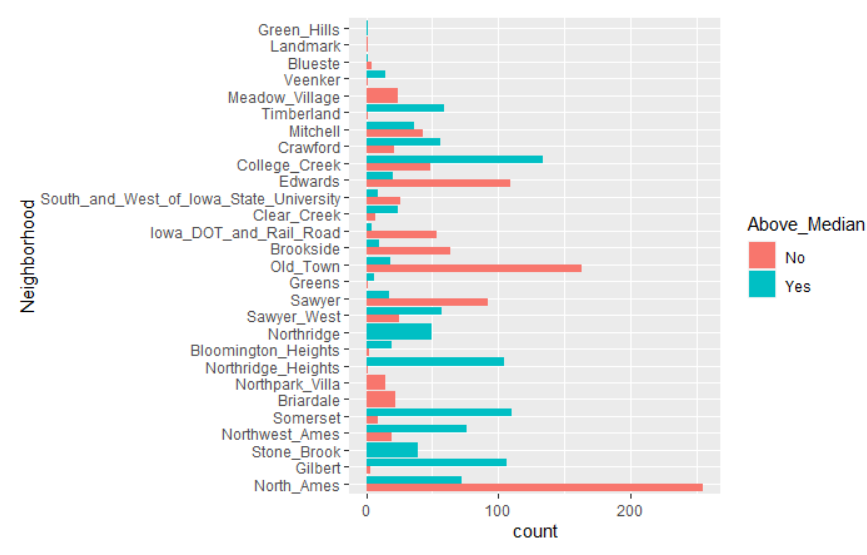 Green_Hills
Landmark
Blueste
Veenker
Meadow_Village
Timberland
Mitchell
Crawford
College_Creek
Edwards
South_and_West_of_Iowa_State_University
Clear_Creek
Iowa_DOT_and_Rail_Road
Brookside
Old_Town
Greens
Sawyer
Sawyer_West
Northridge
Bloomington_Heights
Northridge_Heights
Northpark_Villa
Briardale
Somerset
Northwest_Ames
Stone_Brook
Gilbert
North_Ames
Neighborhood
0 100 200
count
Above_Median
No
Yes